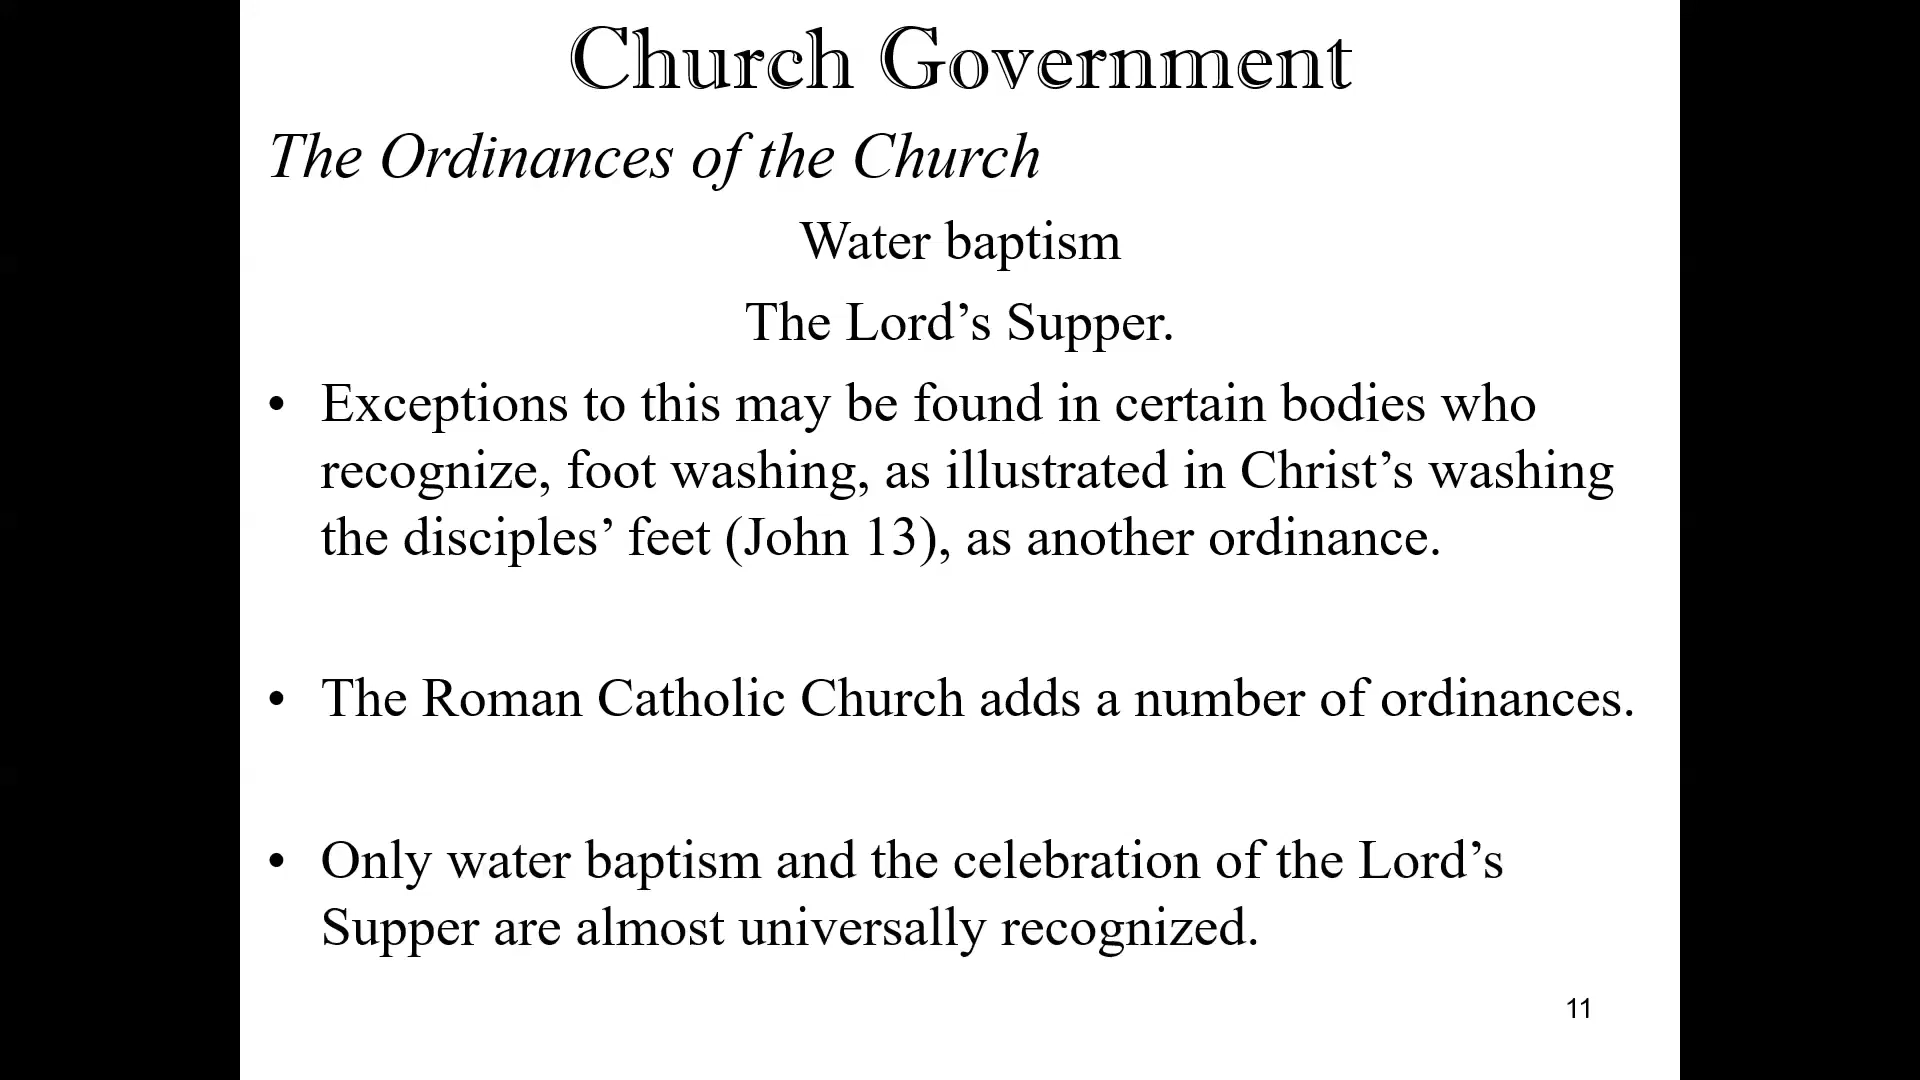 Church Government
The Ordinances of the Church
Water baptism
The Lord’s Supper.
• Exceptions to this may be found in certain bodies who
recognize, foot washing, as illustrated in Christ’s washing
the disciples’ feet (John 13), as another ordinance.
• The Roman Catholic Church adds a number of ordinances.
• Only water baptism and the celebration of the Lord’s
Supper are almost universally recognized.
11